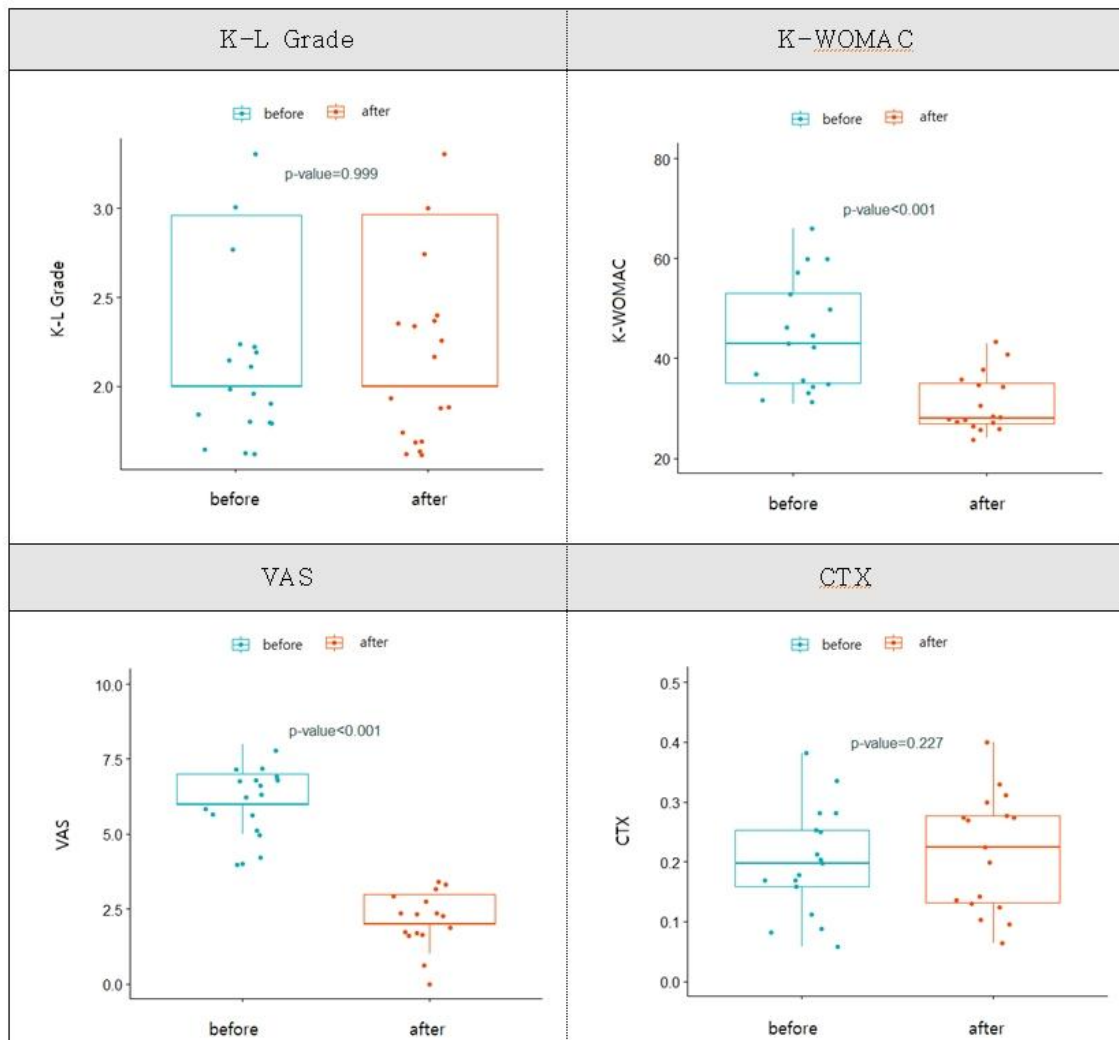 K-L Grade
K-WOMAC
before after
before after
p-value=0.999
3.0
2.5
2.0
K-L Grade
before after
80
60
40
20
p-value<0.001
K-WOMAC
before after
VAS
CTX
before after
before after
10.0
7.5
5.0
2.5
0.0
p-value<0.001
VAS
before after
0.5
0.4
0.3
0.2
0.1
0.0
p-value=0.227
CTX
before after